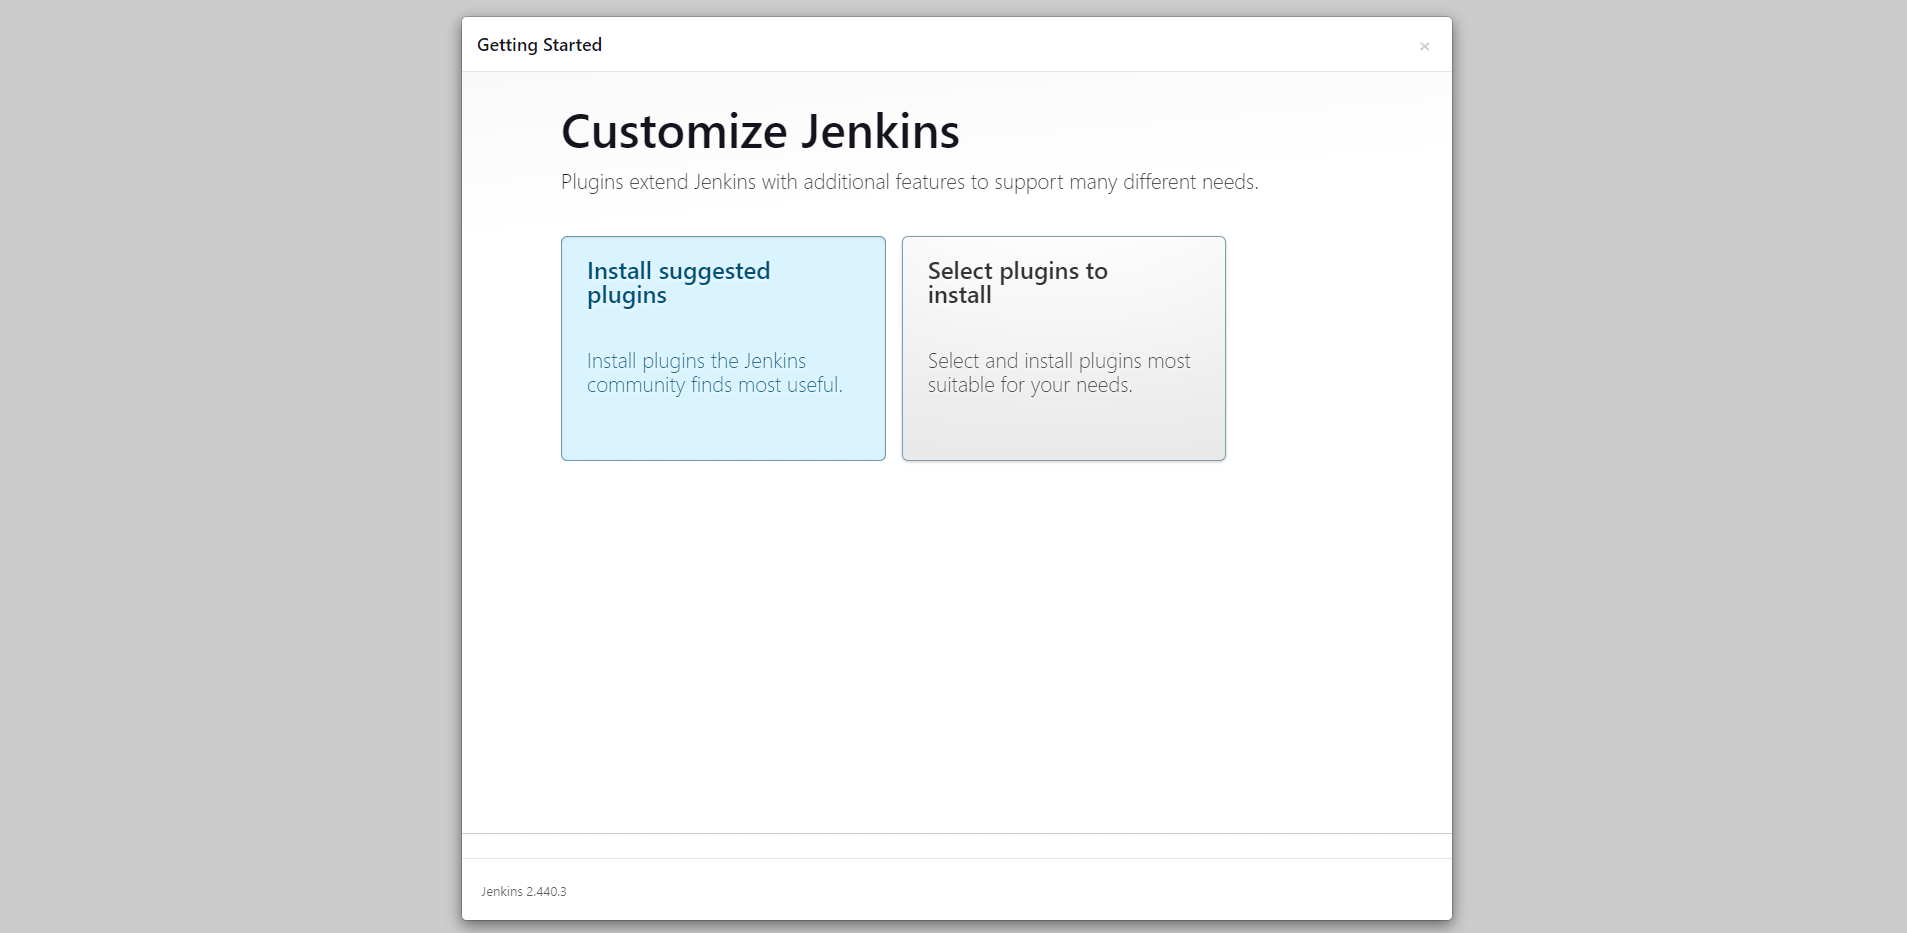 Getting Started
×
Customize Jenkins
Plugins extend Jenkins with additional features to support many different needs.
Install suggested
plugins
Install plugins the Jenkins
community finds most useful.
Select plugins to
install
Select and install plugins most
suitable for your needs.
Jenkins 2.440.3